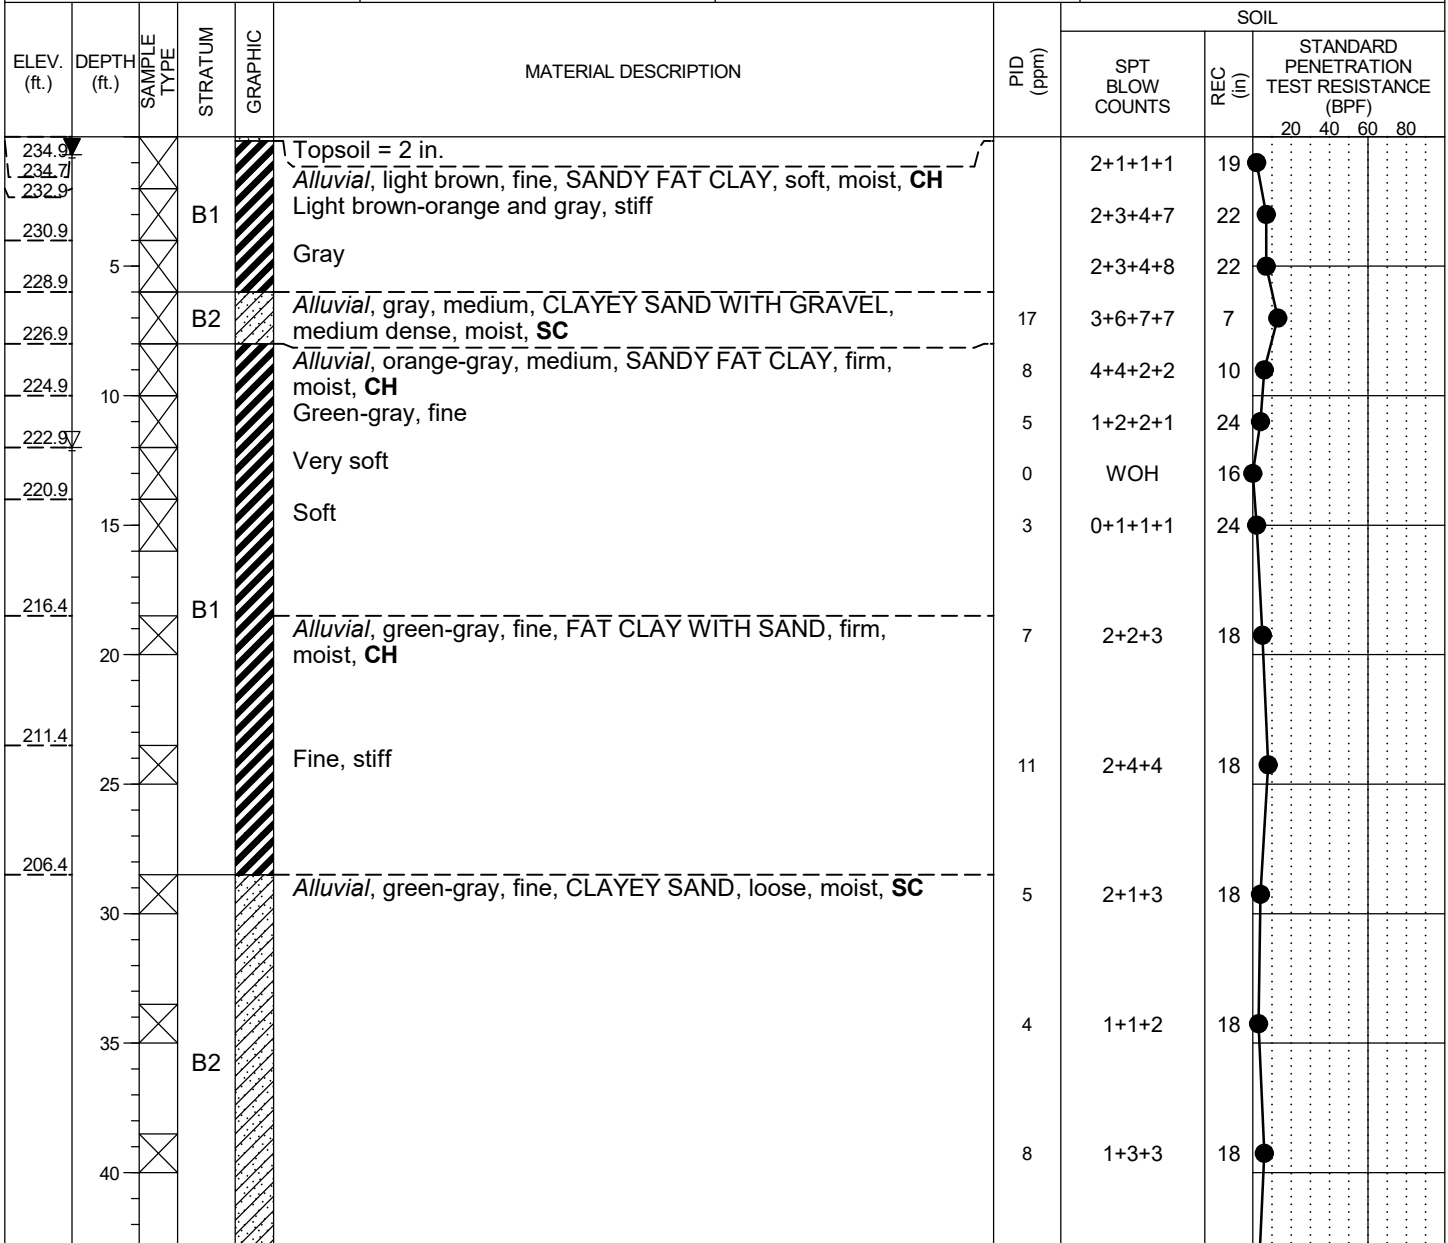 SOIL
ELEV. (ft.)
DEPTH (ft.)
SAMPLE TYPE
STRATUM
GRAPHIC
MATERIAL DESCRIPTION
PID (ppm)
SPT BLOW COUNTS
REC (in)
STANDARD PENETRATION TEST RESISTANCE (BPF)
20 40 60 80
234.9 Topsoil = 2 in.
234.7 Alluvial, light brown, fine, SANDY FAT CLAY, soft, moist, CH 2+1+1+1 19
232.9 Light brown-orange and gray, stiff 2+3+4+7 22
B1
230.9 Gray 2+3+4+8 22
5
228.9 Alluvial, gray, medium, CLAYEY SAND WITH GRAVEL,
B2 medium dense, moist, SC 17 3+6+7+7 7
226.9 Alluvial, orange-gray, medium, SANDY FAT CLAY, firm,
moist, CH 8 4+4+2+2 10
224.9 10 Green-gray, fine 5 1+2+2+1 24
222.9 Very soft 0 WOH 16
220.9 Soft 3 0+1+1+1 24
15
B1
216.4 Alluvial, green-gray, fine, FAT CLAY WITH SAND, firm,
20 moist, CH 7 2+2+3 18
211.4 Fine, stiff 11 2+4+4 18
25
206.4 Alluvial, green-gray, fine, CLAYEY SAND, loose, moist, SC 5 2+1+3 18
30
4 1+1+2 18
35
B2
8 1+3+3 18
40